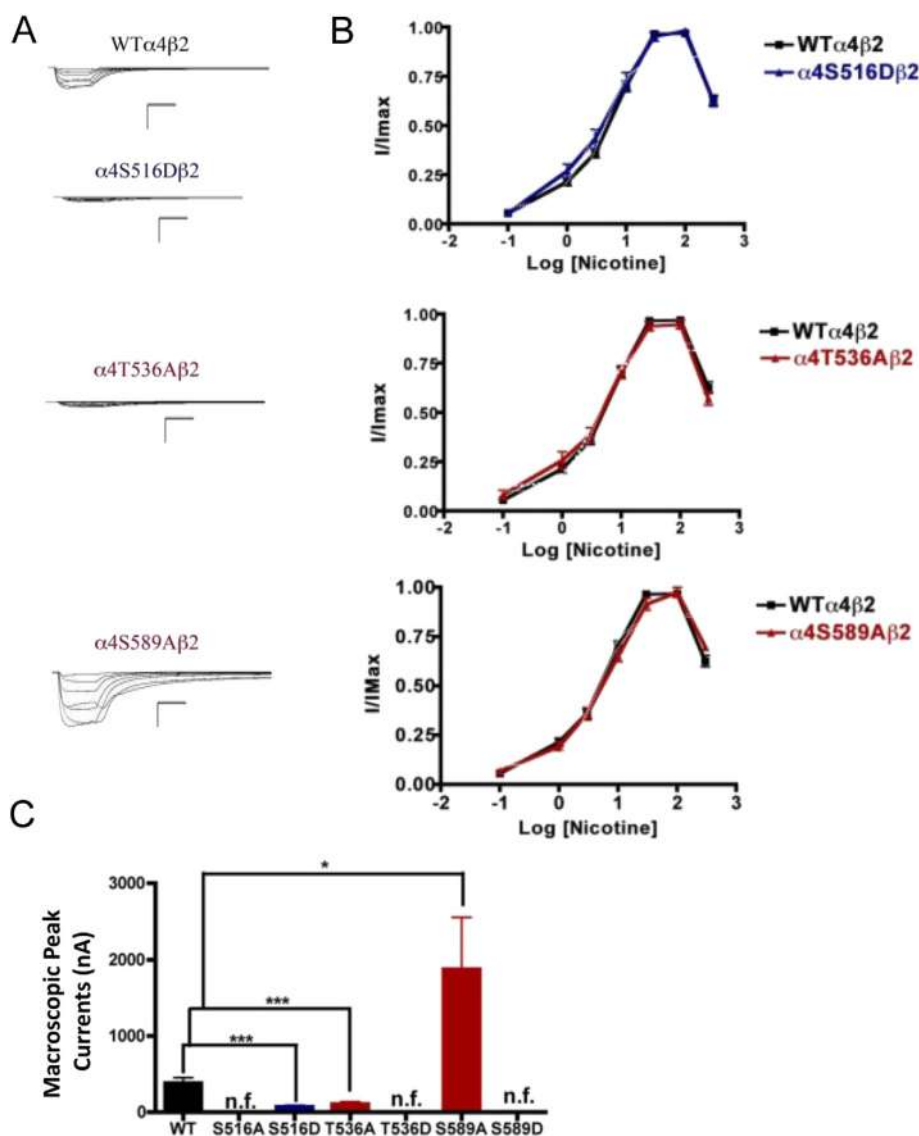 A
B
WTα4β2
α4S516Dβ2
α4T536Aβ2
α4S589Aβ2
1.00
0.75
0.50
0.25
0.00
I/Imax
-2 -1 0 1 2 3
Log [Nicotine]
WTα4β2
α4S516Dβ2
1.00
0.75
0.50
0.25
0.00
I/Imax
-2 -1 0 1 2 3
Log [Nicotine]
WTα4β2
α4T536Aβ2
1.00
0.75
0.50
0.25
0.00
I/IMax
-2 -1 0 1 2 3
Log [Nicotine]
WTα4β2
α4S589Aβ2
C
Macroscopic Peak
Currents (nA)
3000
2000
1000
0
*
***
***
n.f. n.f. n.f.
WT S516A S516D T536A T536D S589A S589D